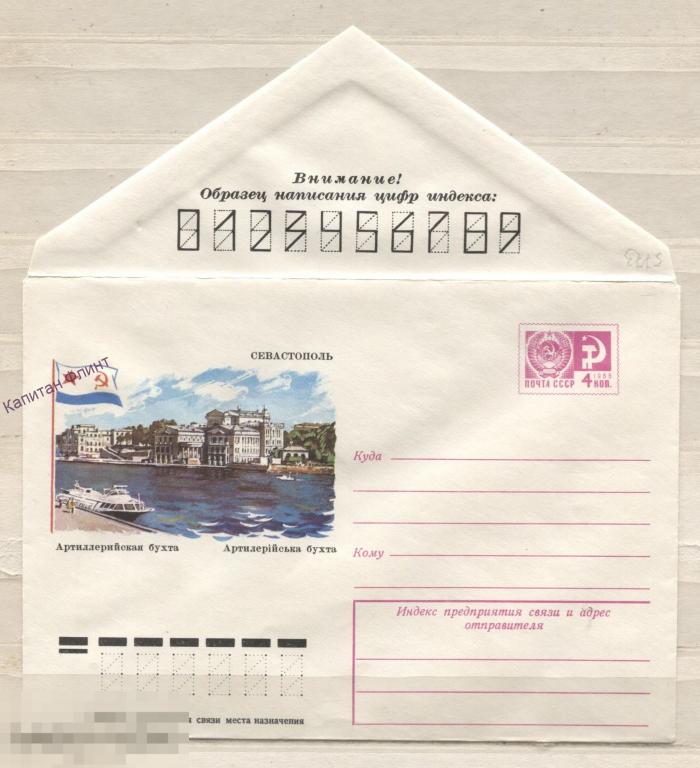 Внимание!
Образец написания цифр индекса:
0123456789
СЕВАСТОПОЛЬ
Капитан Флинт
ПОЧТА СССР 4 1966 КОП.
Куда
Артиллерийская бухта Артилерійська бухта
Кому
Индекс предприятия связи и адрес
отправителя
связи места назначения